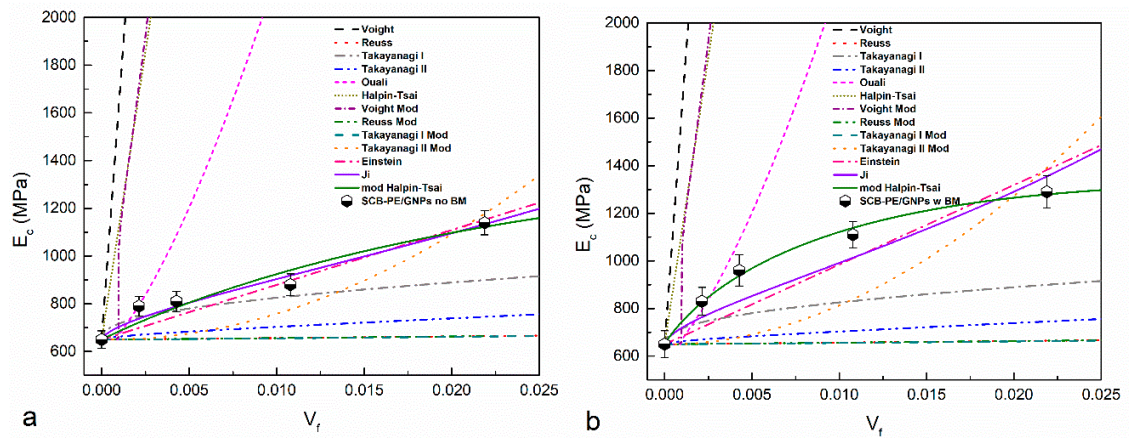 2000
1800
1600
1400
1200
1000
800
600
E_c (MPa)
Voight
Reuss
Takayanagi I
Takayanagi II
Ouali
Halpin-Tsai
Voight Mod
Reuss Mod
Takayanagi I Mod
Takayanagi II Mod
Einstein
Ji
mod Halpin-Tsai
SCB-PE/GNPs no BM
0.000 0.005 0.010 0.015 0.020 0.025
V_f
a
2000
1800
1600
1400
1200
1000
800
600
E_c (MPa)
Voight
Reuss
Takayanagi I
Takayanagi II
Ouali
Halpin-Tsai
Voight Mod
Reuss Mod
Takayanagi I Mod
Takayanagi II Mod
Einstein
Ji
mod Halpin-Tsai
SCB-PE/GNPs w BM
0.000 0.005 0.010 0.015 0.020 0.025
V_f
b